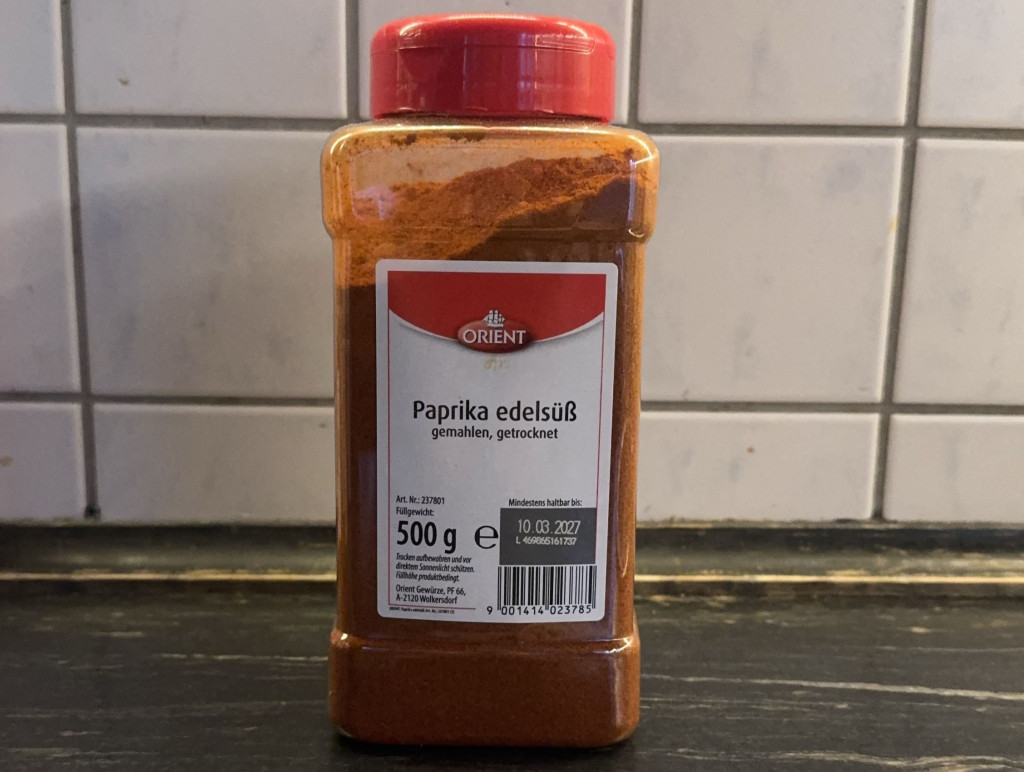 ORIENT
Paprika edelsüß
gemahlen, getrocknet
Art. Nr.: 237801
Füllgewicht:
500 g e
Mindestens haltbar bis:
10.03.2027
L 469865161737
Trocken aufbewahren und vor
direktem Sonnenlicht schützen.
Füllhöhe produktbedingt.
Orient Gewürze, PF 66,
A-2120 Wolkersdorf
9 001414 023785